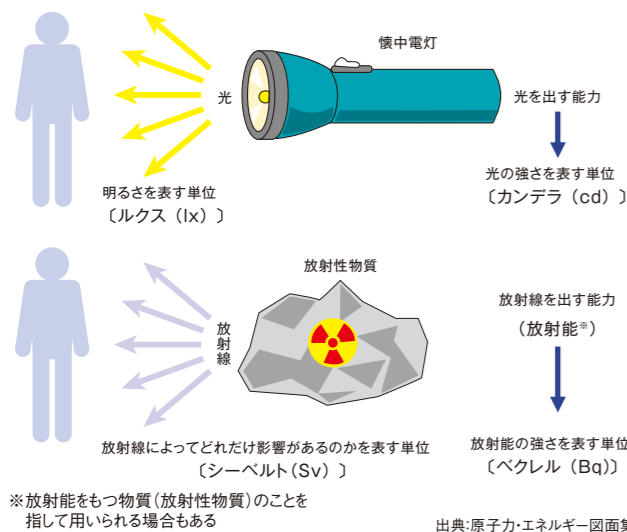 懐中電灯
光
光を出す能力
明るさを表す単位
〔ルクス（lx）〕
光の強さを表す単位
〔カンデラ（cd）〕
放射性物質
放射線
放射線を出す能力
（放射能※）
放射線によってどれだけ影響があるのかを表す単位
〔シーベルト（Sv）〕
放射能の強さを表す単位
〔ベクレル（Bq）〕
※放射能をもつ物質（放射性物質）のことを
指して用いられる場合もある
出典：原子力・エネルギー図面集